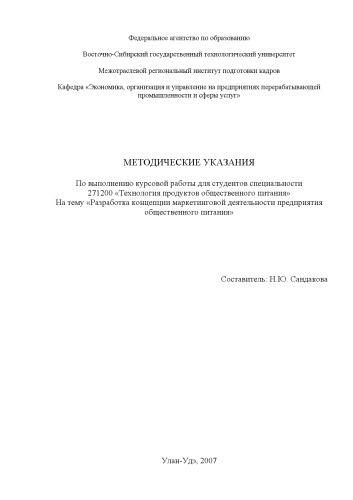 Федеральное агентство по образованию
Восточно-Сибирский государственный технологический университет
Межотраслевой региональный институт подготовки кадров
Кафедра «Экономика, организация и управление на предприятиях перерабатывающей
промышленности и сферы услуг»
МЕТОДИЧЕСКИЕ УКАЗАНИЯ
По выполнению курсовой работы для студентов специальности
271200 «Технология продуктов общественного питания»
На тему «Разработка концепции маркетинговой деятельности предприятия
общественного питания»
Составитель: Н.Ю. Сандакова
Улан-Удэ, 2007